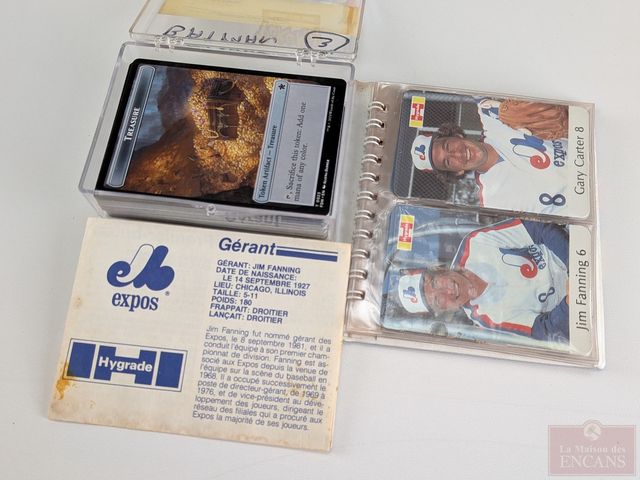 TREASURE
Token Artifact — Treasure
, Sacrifice this token: Add one
mana of any color.
Gary Carter 8
expos
8
Jim Fanning 6
expos
8
expos
Hygrade
Gérant
GÉRANT: JIM FANNING
DATE DE NAISSANCE:
LE 14 SEPTEMBRE 1927
LIEU: CHICAGO, ILLINOIS
TAILLE: 5-11
POIDS: 180
FRAPPAIT: DROITIER
LANÇAIT: DROITIER
Jim Fanning fut nommé gérant des
Expos, le 8 septembre 1981, et il a
conduit l'équipe à son premier cham-
pionnat de division. Fanning est as-
socié aux Expos depuis la venue de
l'équipe sur la scène du baseball en
1968. Il a occupé successivement le
poste de directeur-gérant, de 1969 à
1976, et de vice-président au déve-
loppement des joueurs, dirigeant le
réseau des filiales qui a procuré aux
Expos la majorité de ses joueurs.
La Maison des
ENCANS